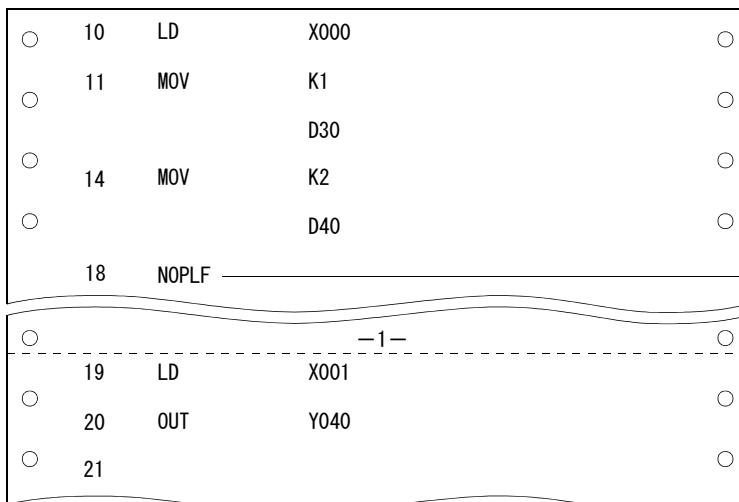 10 LD X000
11 MOV K1
D30
14 MOV K2
D40
18 NOPLF
-1-
19 LD X001
20 OUT Y040
21